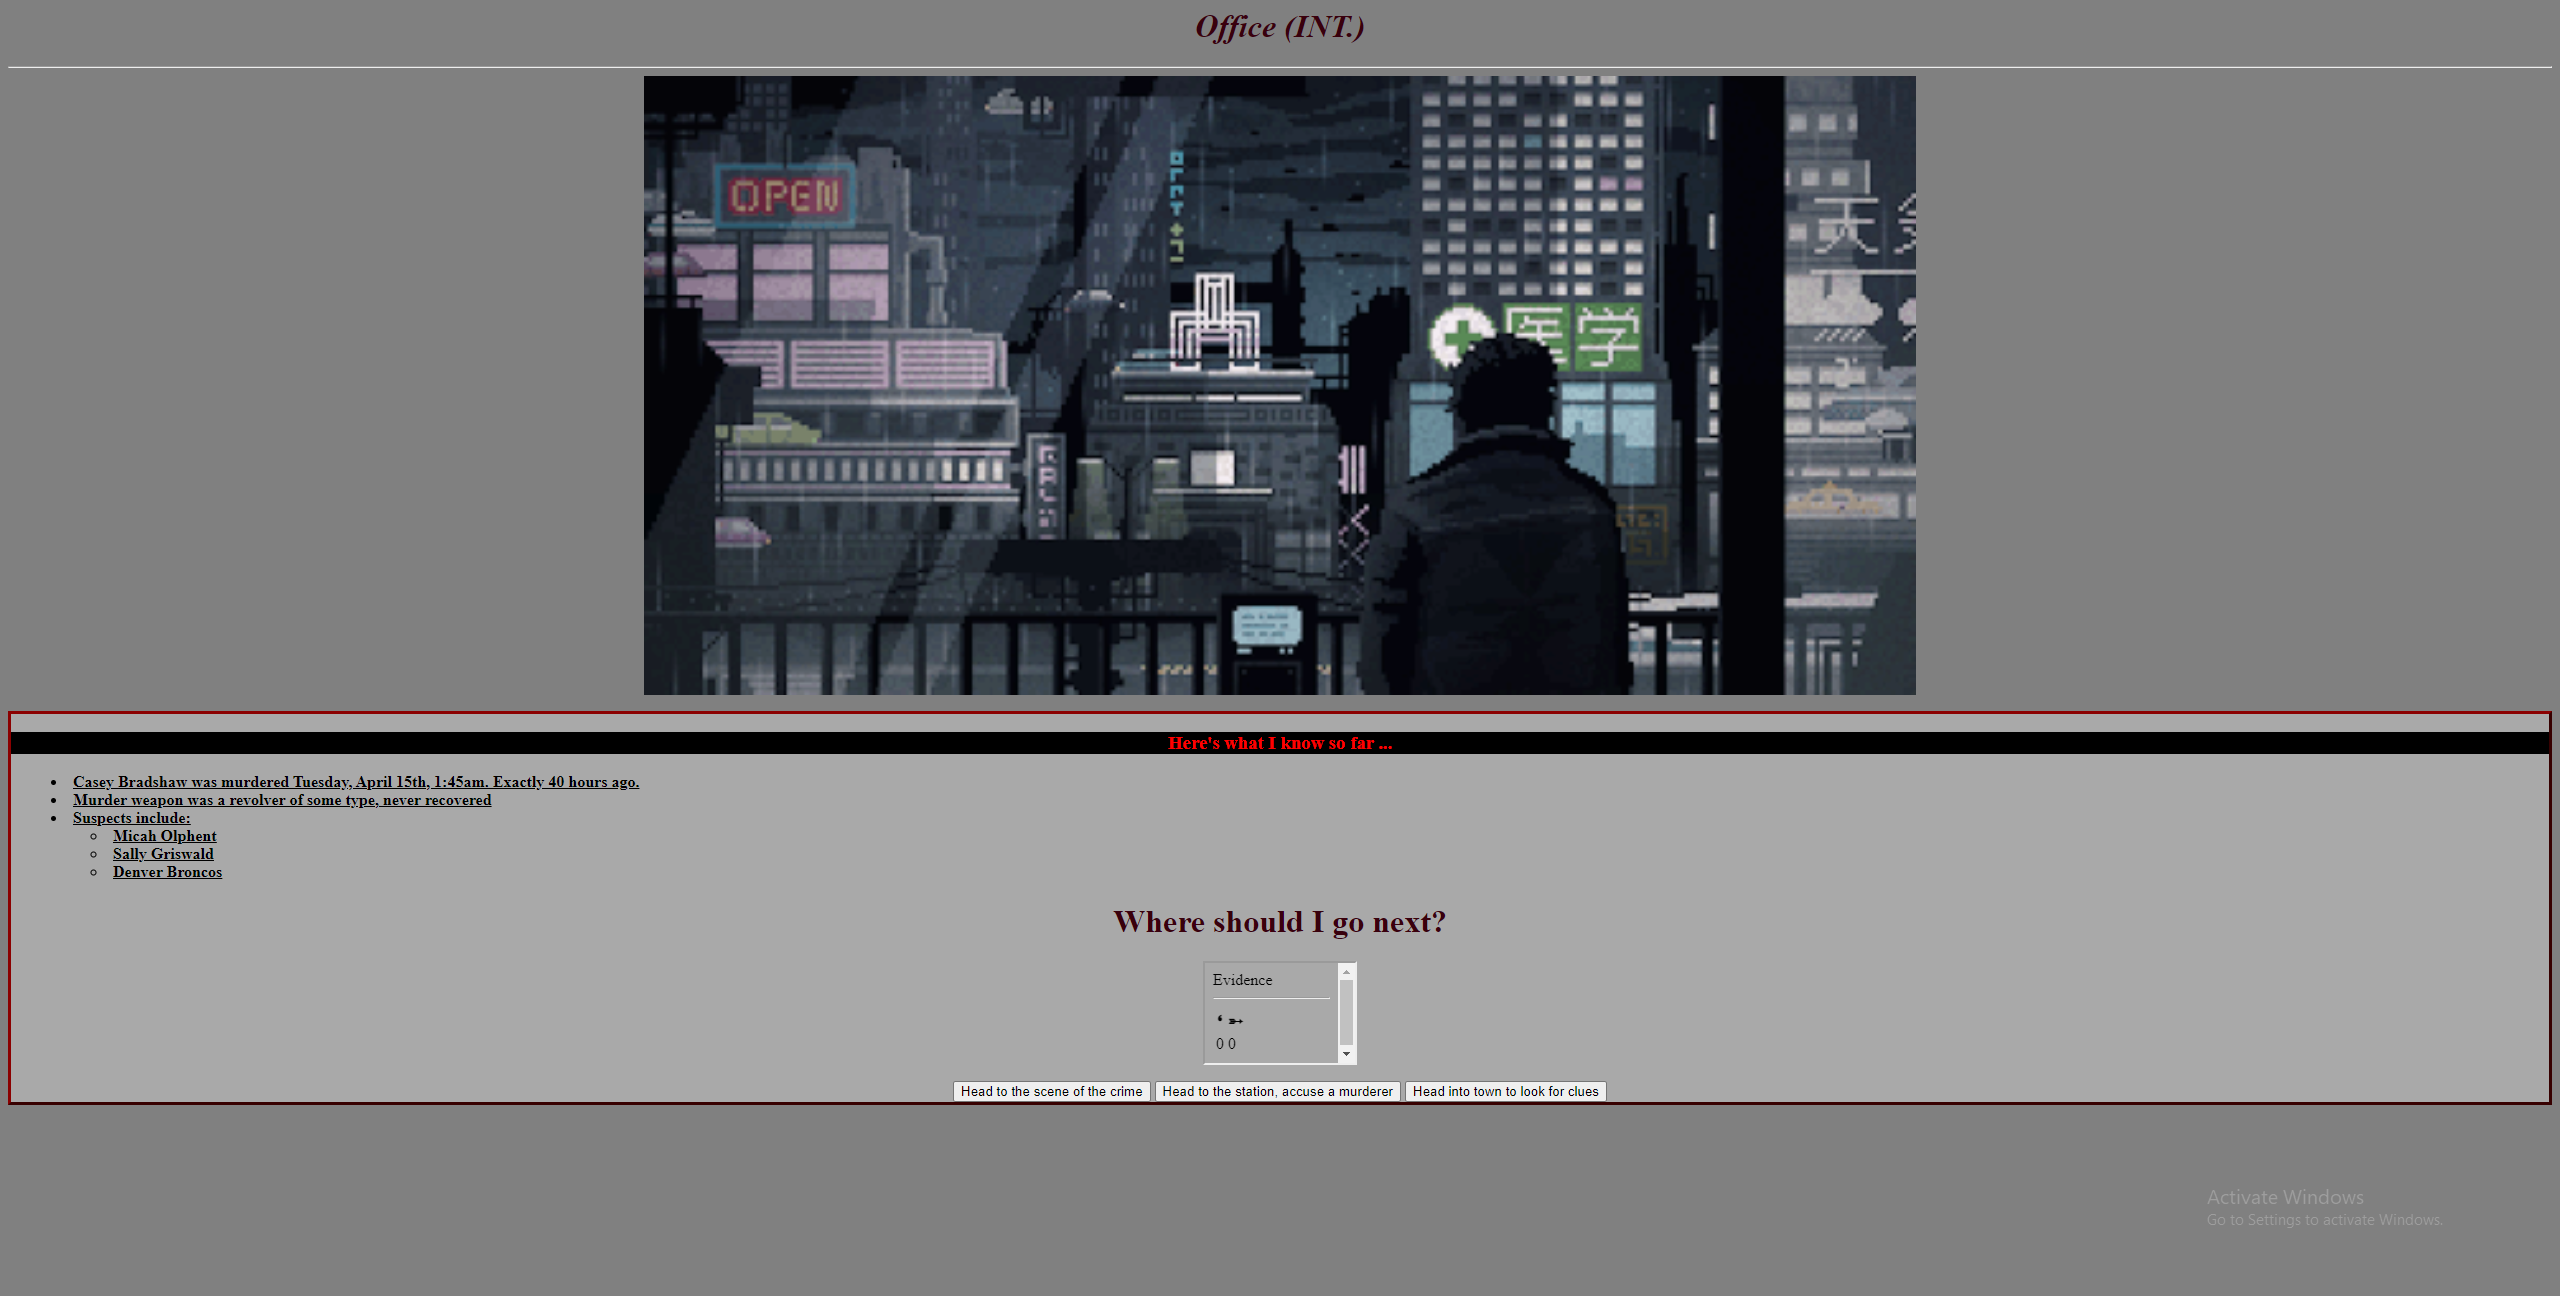 Office (INT.)
OPEN
医学
天
Here's what I know so far ...
Casey Bradshaw was murdered Tuesday, April 15th, 1:45am. Exactly 40 hours ago.
Murder weapon was a revolver of some type, never recovered
Suspects include:
Micah Olphent
Sally Griswald
Denver Broncos
Where should I go next?
Evidence
0 0
Head to the scene of the crime Head to the station, accuse a murderer Head into town to look for clues
Activate Windows
Go to Settings to activate Windows.